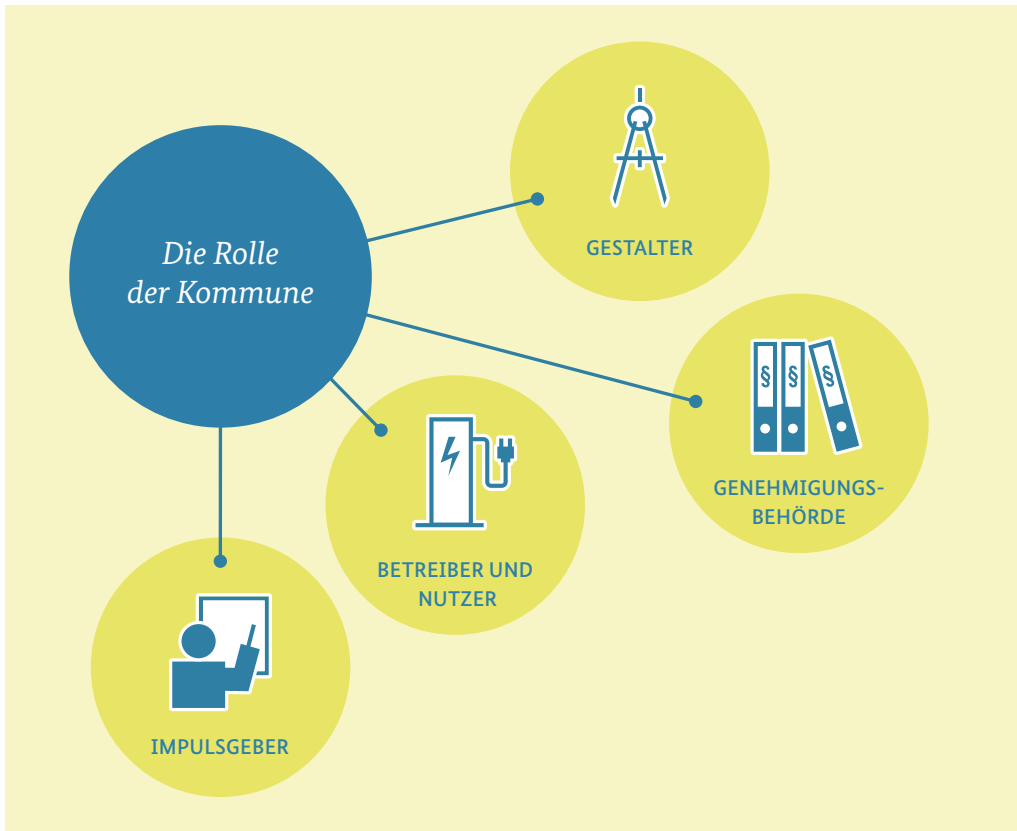 Die Rolle
der Kommune
GESTALTER
§ § §
GENEHMIGUNGS-
BEHÖRDE
BETREIBER UND
NUTZER
IMPULSGEBER